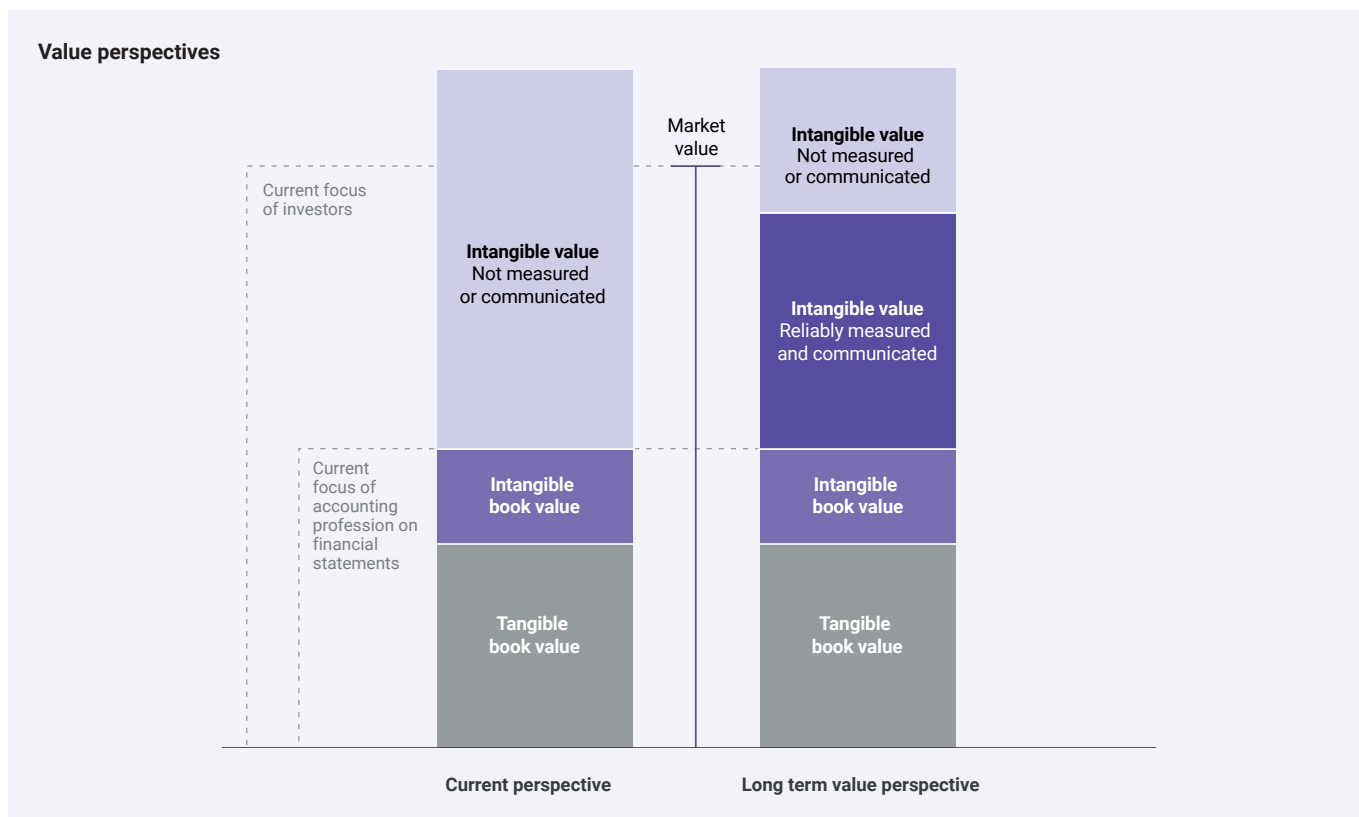 Value perspectives
Market
value
Current focus
of investors
Intangible value
Not measured
or communicated
Current
focus of
accounting
profession on
financial
statements
Intangible
book value
Tangible
book value
Intangible value
Not measured
or communicated
Intangible value
Reliably measured
and communicated
Intangible
book value
Tangible
book value
Current perspective
Long term value perspective